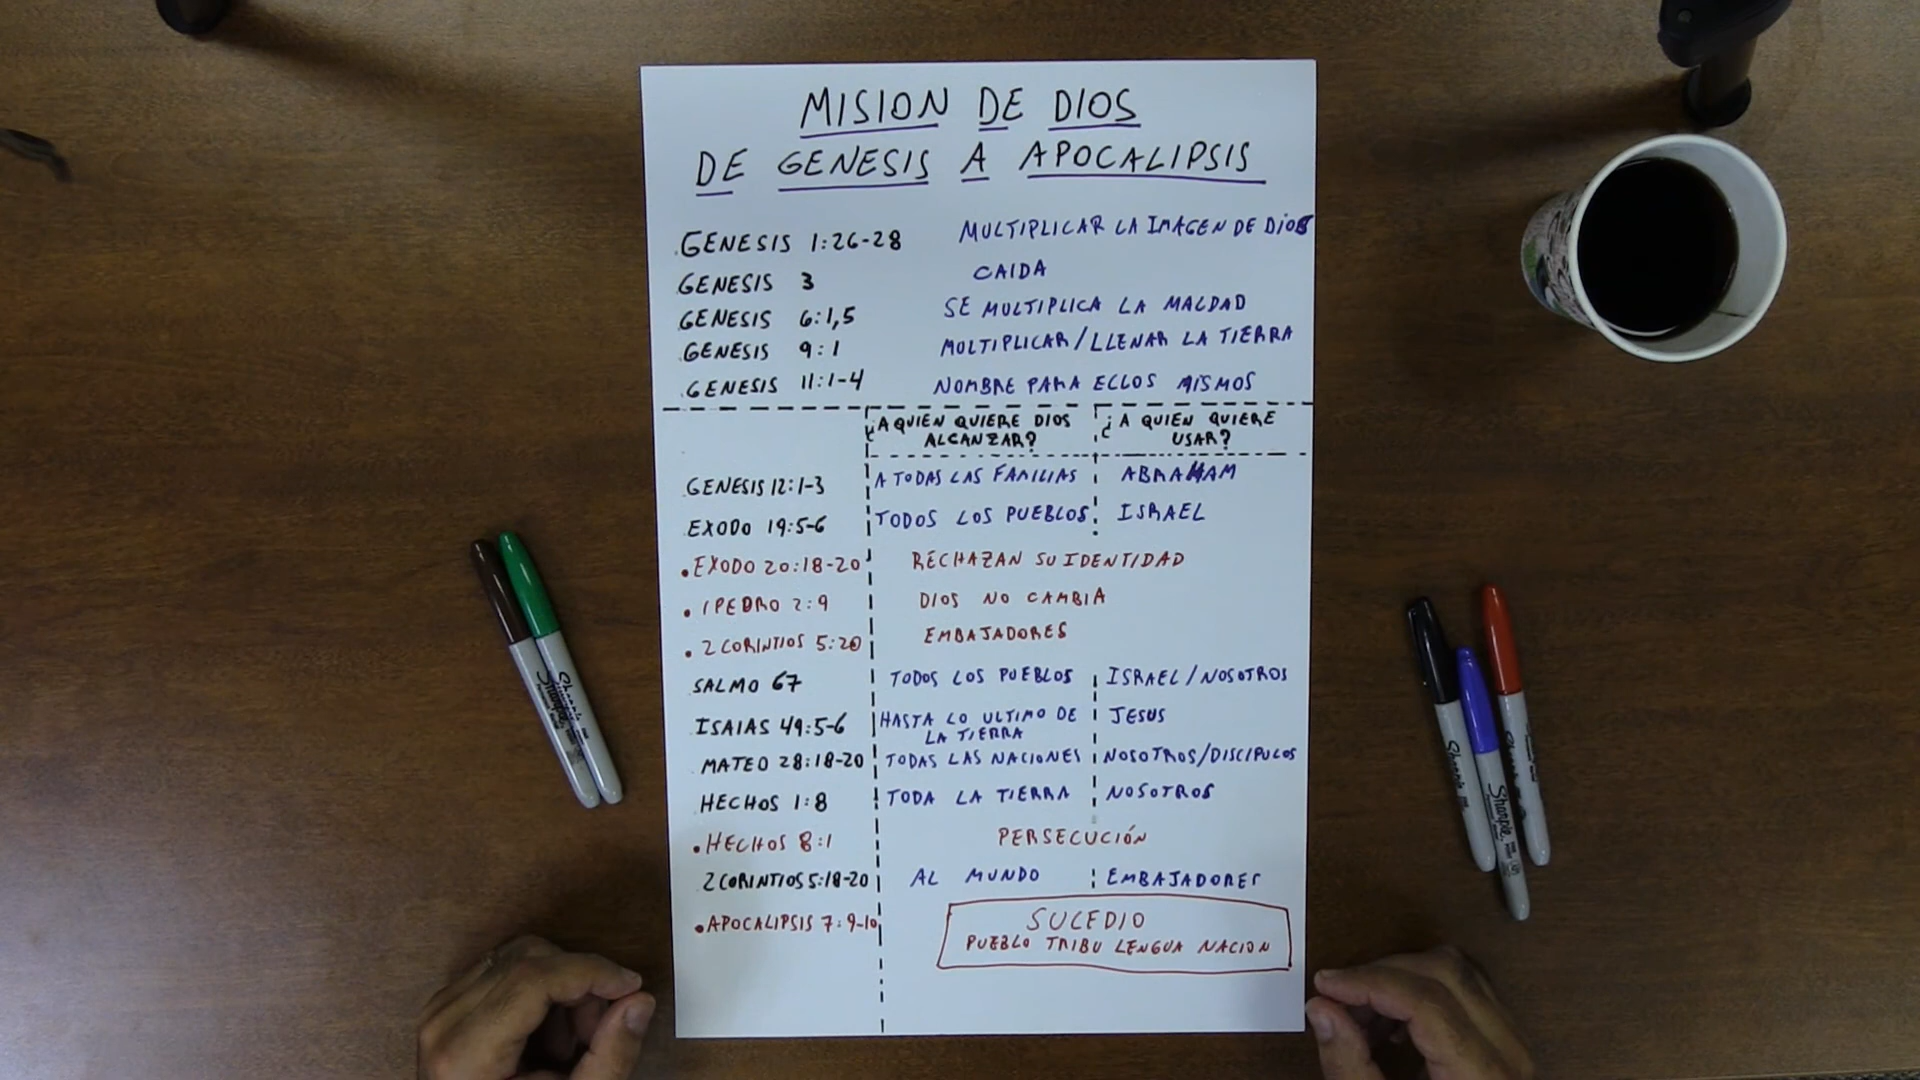 MISION DE DIOS
DE GENESIS A APOCALIPSIS
GENESIS 1:26-28 MULTIPLICAR LA IMAGEN DE DiOS
GENESIS 3 CAIDA
GENESIS 6:1,5 SE MULTIPLICA LA MALDAD
GENESIS 9:1 MULTIPLICAR/LLENAR LA TIERRA
GENESIS 11:1-4 NOMBRE PARA ELLOS MISMOS
¿A QUIEN QUIERE DIOS
ALCANZAR?
¿A QUIEN QUIERE
USAR?
GENESIS 12:1-3 A TODAS LAS FAMILIAS ABRAHAM
EXODO 19:5-6 TODOS LOS PUEBLOS ISRAEL
• EXODO 20:18-20 RECHAZAN SU IDENTIDAD
• 1 PEDRO 2:9 DIOS NO CAMBIA
• 2 CORINTIOS 5:20 EMBAJADORES
SALMO 67 TODOS LOS PUEBLOS ISRAEL/NOSOTROS
ISAIAS 49:5-6 HASTA LO ULTIMO DE
LA TIERRA
JESUS
MATEO 28:18-20 TODAS LAS NACIONES NOSOTROS/DISCIPULOS
HECHOS 1:8 TODA LA TIERRA NOSOTROS
• HECHOS 8:1 PERSECUCIÓN
2 CORINTIOS 5:18-20 AL MUNDO EMBAJADORES
• APOCALIPSIS 7:9-10 SUCEDIO
PUEBLO TRIBU LENGUA NACION
Sharpie
Sharpie
Sharpie